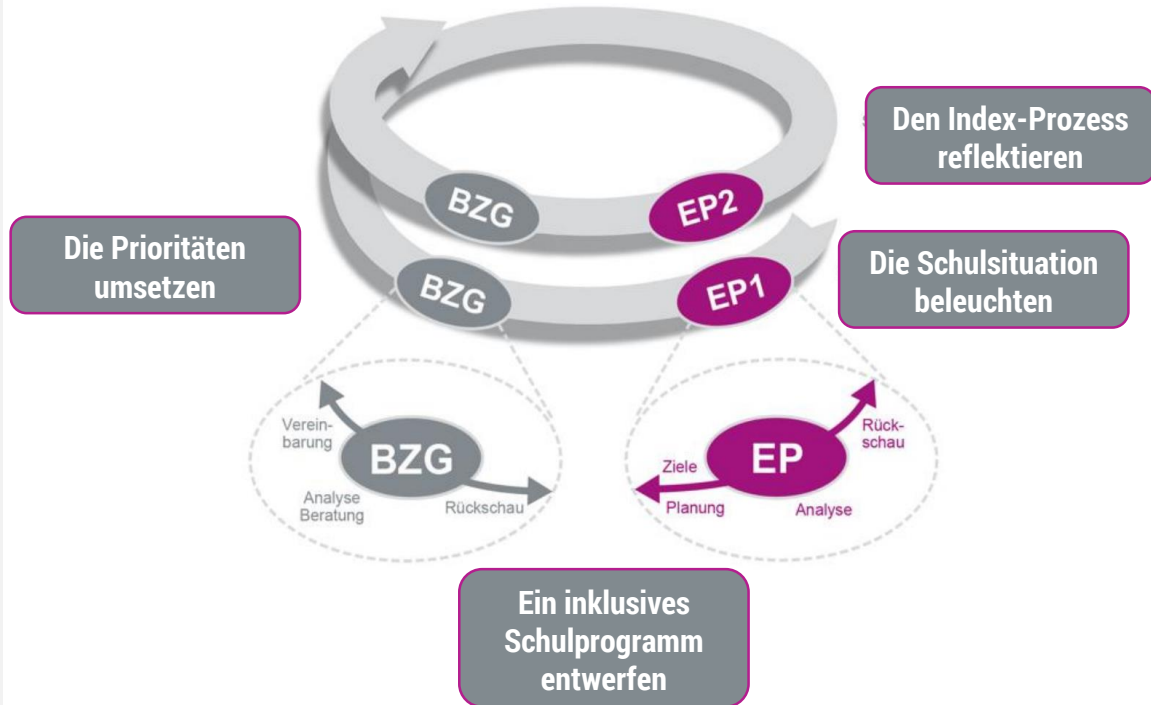 Den Index-Prozess
reflektieren
BZG
EP2
Die Prioritäten
umsetzen
BZG
EP1
Die Schulsituation
beleuchten
Verein-
barung
BZG
Analyse
Beratung
Rückschau
Rück-
schau
EP
Ziele
Planung
Analyse
Ein inklusives
Schulprogramm
entwerfen